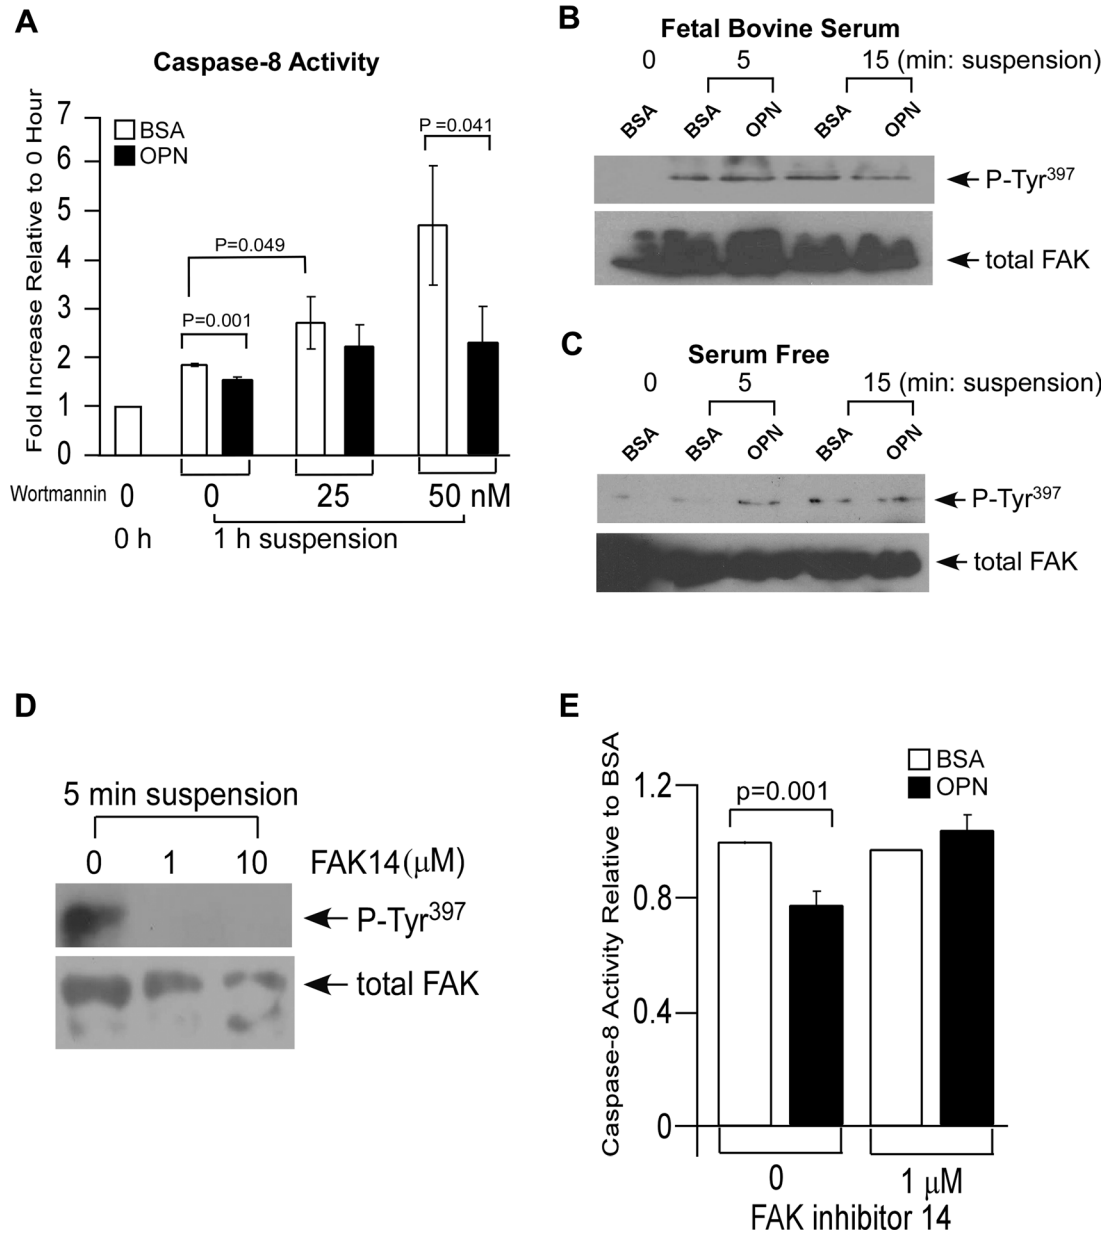 A
Caspase-8 Activity
Fold Increase Relative to 0 Hour
7
6
5
4
3
2
1
0
BSA
OPN
P=0.001
P=0.049
P =0.041
Wortmannin 0 0 25 50 nM
0 h 1 h suspension
B
Fetal Bovine Serum
0 5 15 (min: suspension)
BSA BSA OPN BSA OPN
P-Tyr397
total FAK
C
Serum Free
0 5 15 (min: suspension)
BSA BSA OPN BSA OPN
P-Tyr397
total FAK
D
5 min suspension
0 1 10 FAK14(μM)
P-Tyr397
total FAK
E
Caspase-8 Activity Relative to BSA
BSA
OPN
1.2
0.8
0.4
0
p=0.001
0 1 μM
FAK inhibitor 14